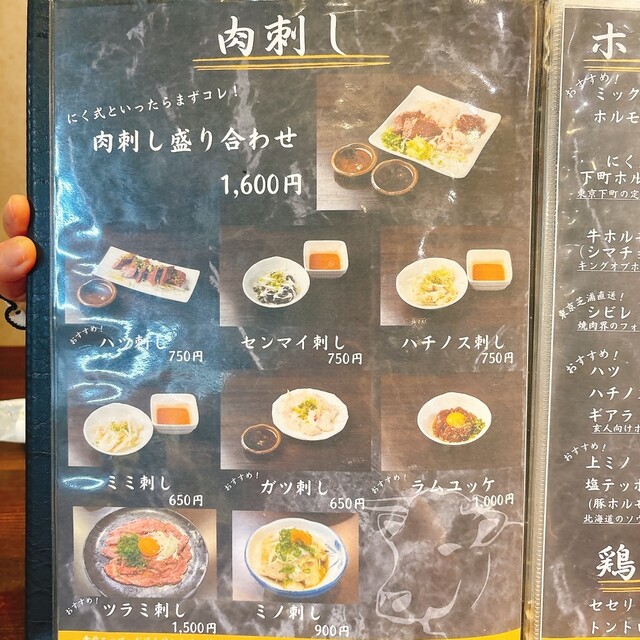 肉刺し
にく式といったらまずコレ!
肉刺し盛り合わせ
1,600円
おすすめ!
ハツ刺し
750円
センマイ刺し
750円
ハチノス刺し
750円
ミミ刺し
650円
おすすめ!
ガツ刺し
650円
おすすめ!
ラムユッケ
1,000円
おすすめ!
ツラミ刺し
1,500円
ミノ刺し
900円
ホ
おすすめ!
ミック
ホルモ
にく
下町ホル
東京下町の定
牛ホルモ
(シマチョ
キングオブホ
東京芝浦直送!
シビレ
焼肉界のフォ
おすすめ!
ハツ
ハチノ
ギアラ
玄人向けホ
おすすめ!
上ミノ
塩テッポ
(豚ホルモ
北海道のソウ
鶏
セセリ
トントロ